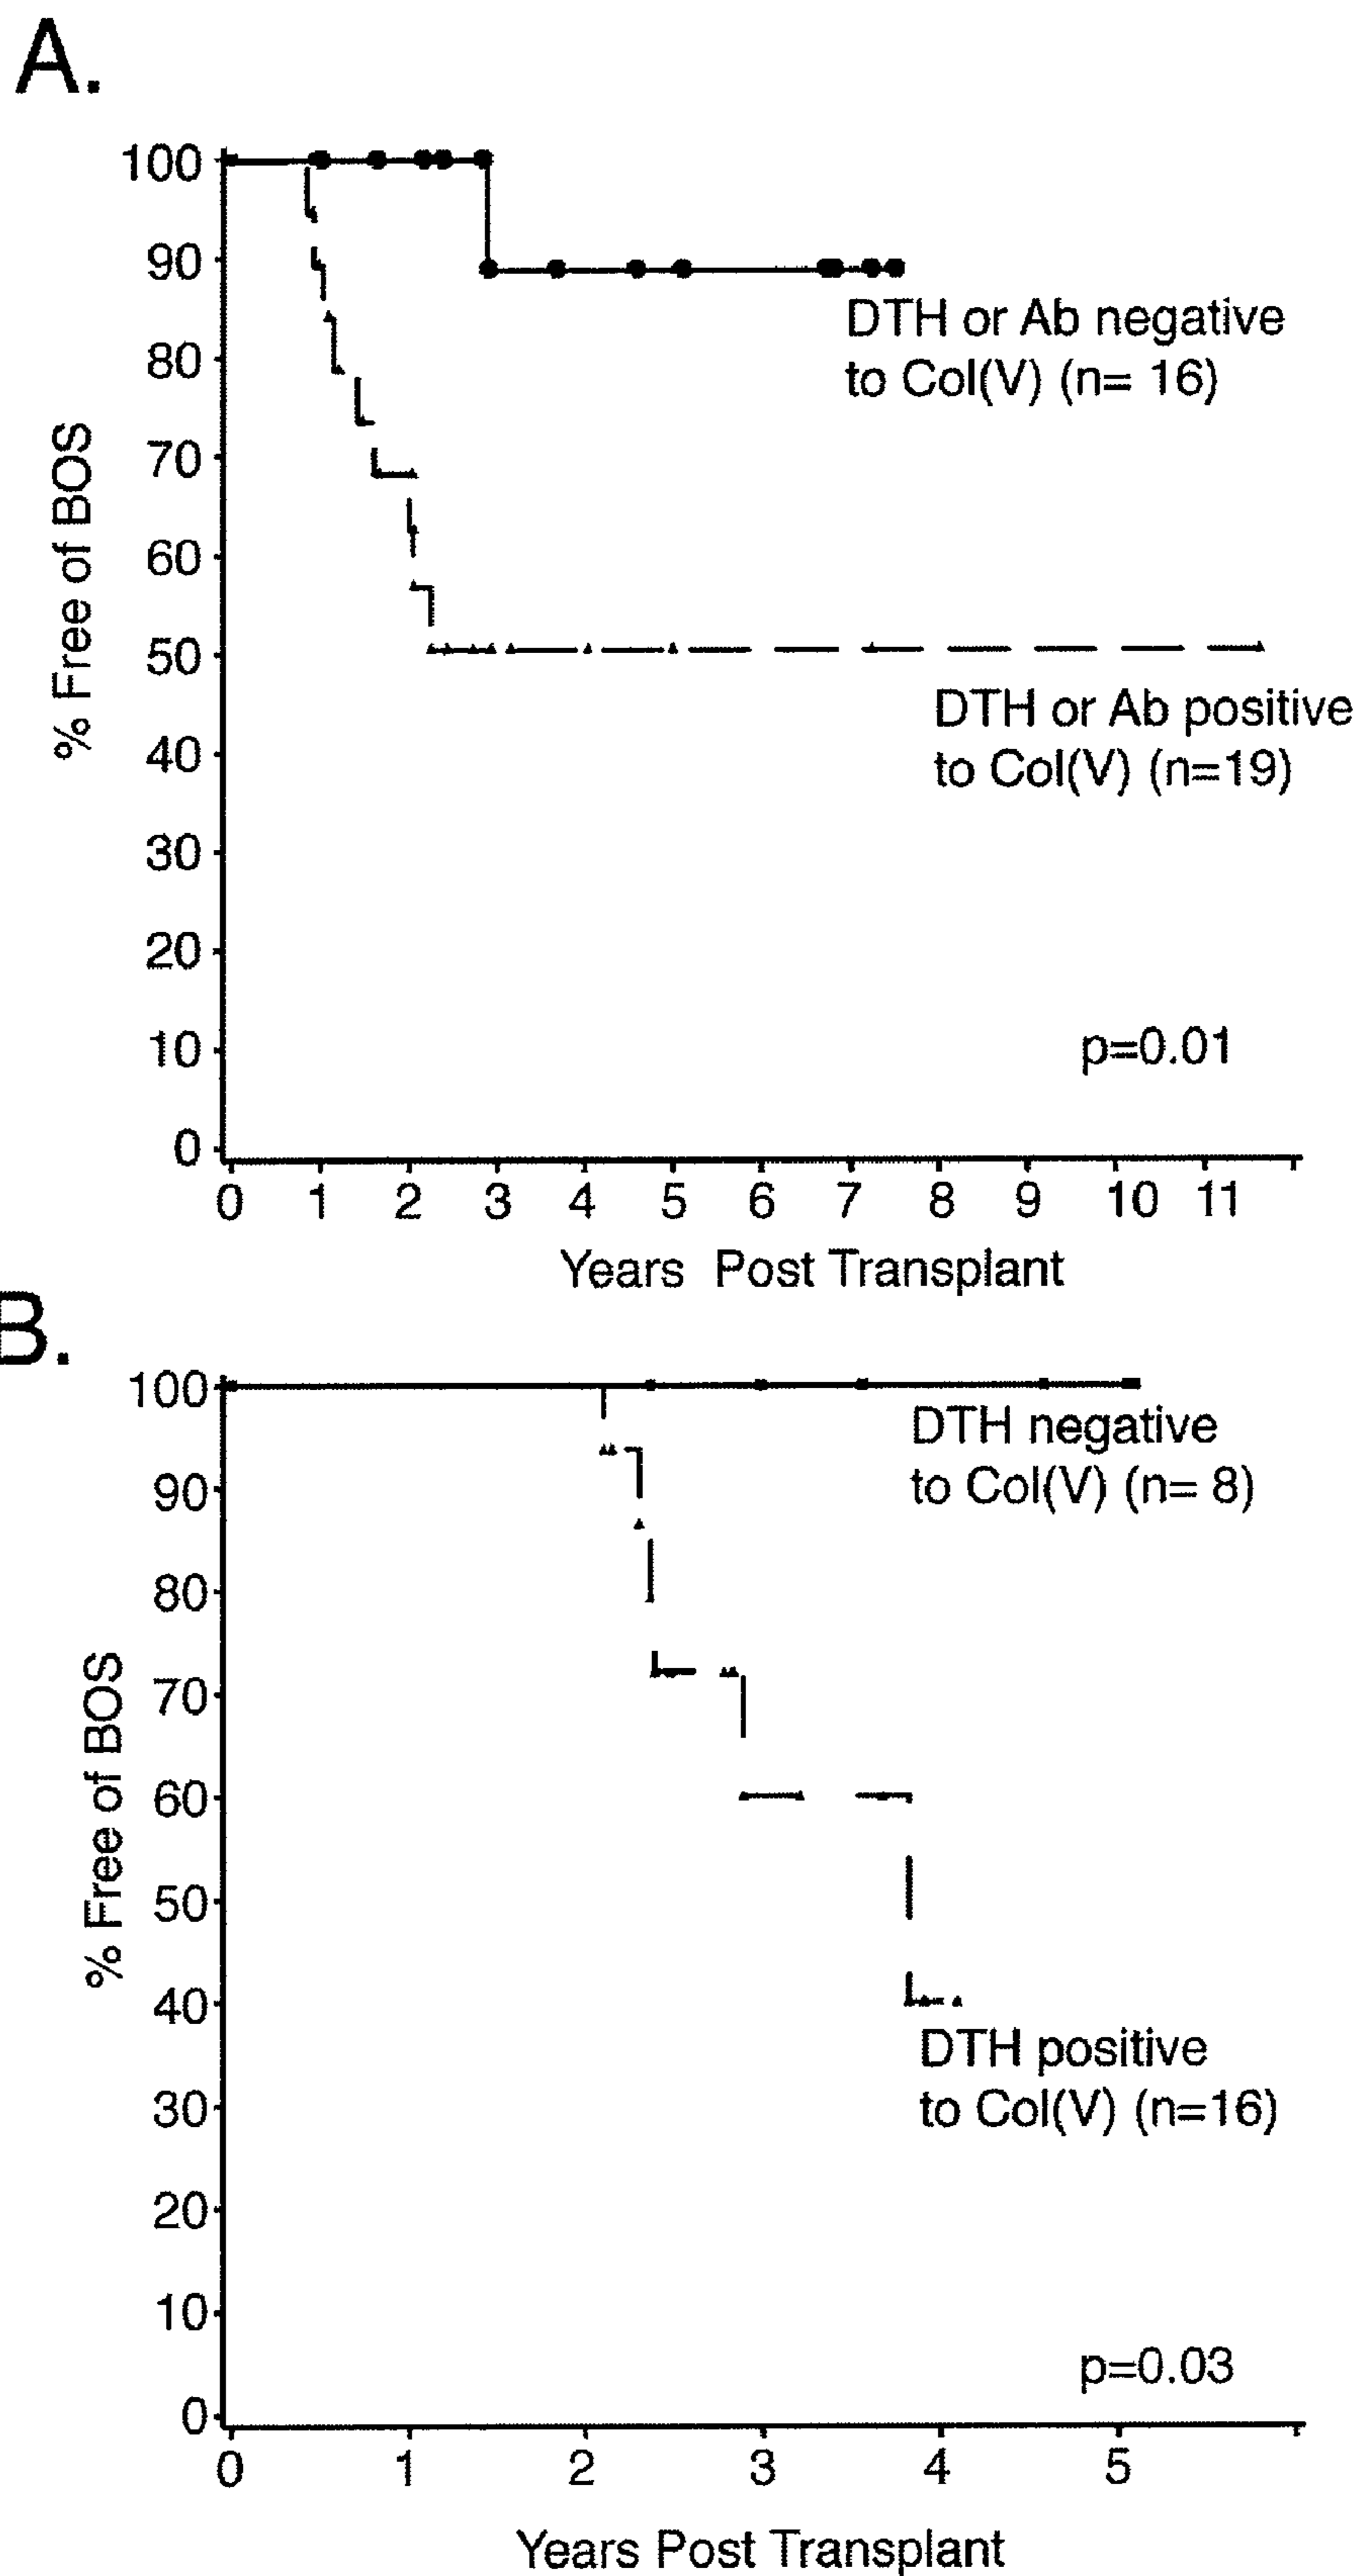 A.
100
90
80
70
60
50
40
30
20
10
0
% Free of BOS
DTH or Ab negative
to Col(V) (n= 16)
DTH or Ab positive
to Col(V) (n=19)
p=0.01
0 1 2 3 4 5 6 7 8 9 10 11
Years Post Transplant
B.
100
90
80
70
60
50
40
30
20
10
0
% Free of BOS
DTH negative
to Col(V) (n= 8)
DTH positive
to Col(V) (n=16)
p=0.03
0 1 2 3 4 5
Years Post Transplant